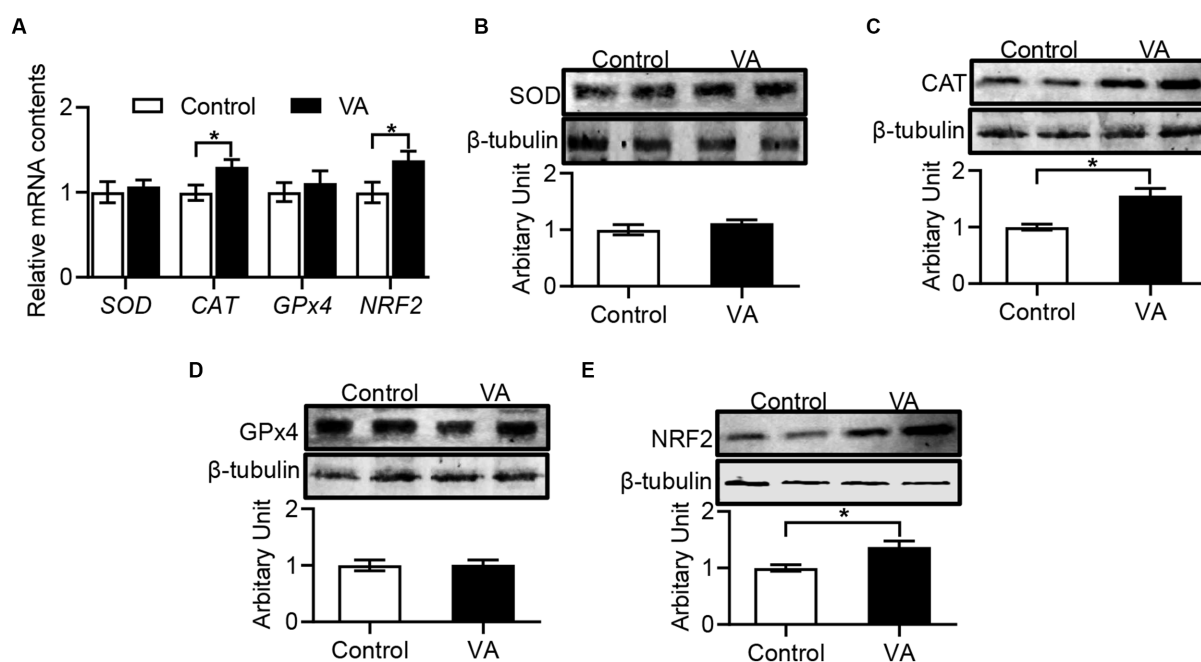 A
Relative mRNA contents
2
1
0
Control
VA
*
*
SOD
CAT
GPx4
NRF2
B
Control
VA
SOD
β-tubulin
Arbitary Unit
2
1
0
Control
VA
C
Control
VA
CAT
β-tubulin
Arbitary Unit
2
1
0
*
Control
VA
D
Control
VA
GPx4
β-tubulin
Arbitary Unit
2
1
0
Control
VA
E
Control
VA
NRF2
β-tubulin
Arbitary Unit
2
1
0
*
Control
VA